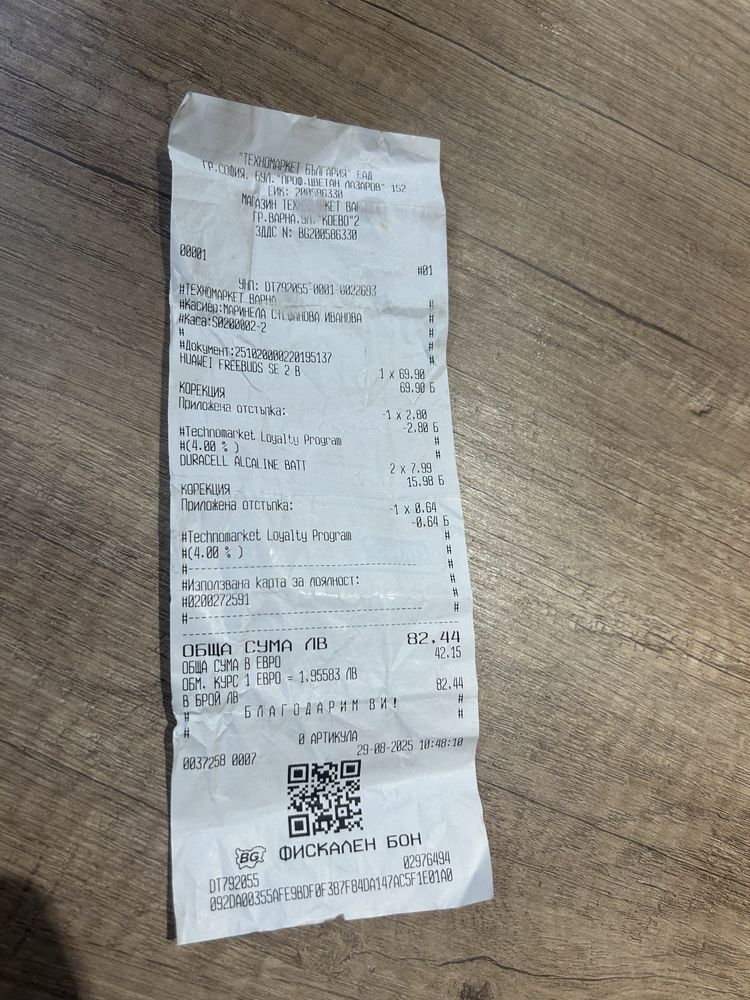 "ТЕХНОМАРКЕТ БЪЛГАРИЯ" ЕАД
ГР.СОФИЯ, БУЛ. "ПРОФ.ЦВЕТАН ЛАЗАРОВ" 152
ЕИК: 200586330
МАГАЗИН
ГР.ВАРНА,УЛ. 2
ЗДДС N: BG200586330
00001 #01
УНП: DT792055-0001-0022693
#ТЕХНОМАРКЕТ ВАРНА #
#Касиер:МАРИНЕЛА СТЕФАНОВА ИВАНОВА #
#Каса:S0200002-2 #
# #
#Документ:251020000220195137 #
HUAWEI FREEBUDS SE 2 B
1 x 69.90
69.90 Б
КОРЕКЦИЯ
Приложена отстъпка:
-1 x 2.80
-2.80 Б
#Technomarket Loyalty Program #
#(4.00 % ) #
DURACELL ALCALINE BATT
2 x 7.99
15.98 Б
КОРЕКЦИЯ
Приложена отстъпка:
-1 x 0.64
-0.64 Б
#Technomarket Loyalty Program #
#(4.00 % ) #
#---------------------------------- #
#Използвана карта за лоялност: #
#0200272591 #
#---------------------------------- #
ОБЩА СУМА ЛВ 82.44
ОБЩА СУМА В ЕВРО 42.15
ОБМ. КУРС 1 ЕВРО = 1.95583 ЛВ
В БРОЙ ЛВ 82.44
# Б Л А Г О Д А Р И М В И ! #
# #
0 АРТИКУЛА
0037258 0007 29-08-2025 10:48:10
BG ФИСКАЛЕН БОН
DT792055 02976494
092DA00355AFE9BDF0F387F84DA147AC5F1E01A0